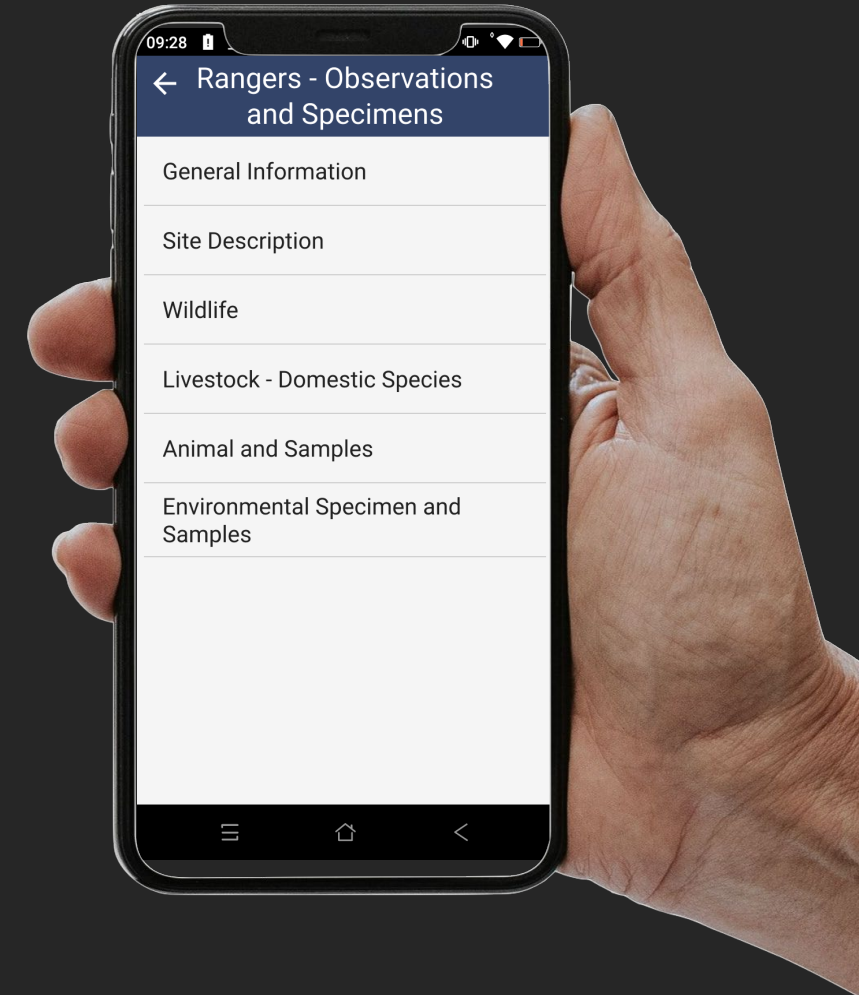 09:28
Rangers - Observations
and Specimens
General Information
Site Description
Wildlife
Livestock - Domestic Species
Animal and Samples
Environmental Specimen and
Samples